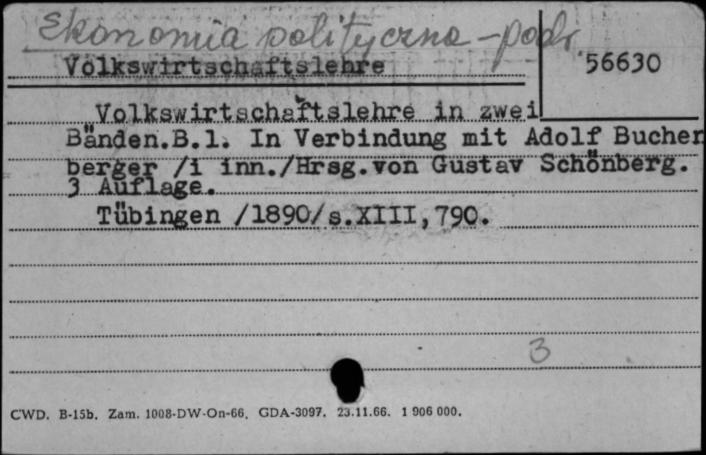 Ekonomia polityczna - podr.
Volkswirtschaftslehre
56630
Volkswirtschaftslehre in zwei
Bänden.B.1. In Verbindung mit Adolf Bucher
berger /i inn./Hrsg.von Gustav Schönberg.
3 Auflage.
Tübingen /1890/s.XIII,790.
3
CWD. B-15b. Zam. 1008-DW-On-66. GDA-3097. 23.11.66. 1 906 000.